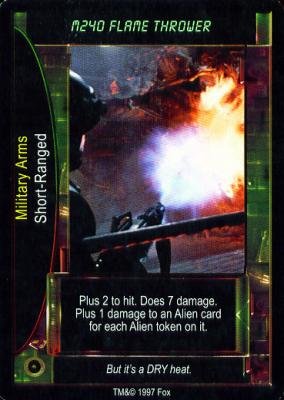 M240 FLAME THROWER
Military Arms
Short-Ranged
Plus 2 to hit. Does 7 damage.
Plus 1 damage to an Alien card
for each Alien token on it.
But it's a DRY heat.
TM&© 1997 Fox